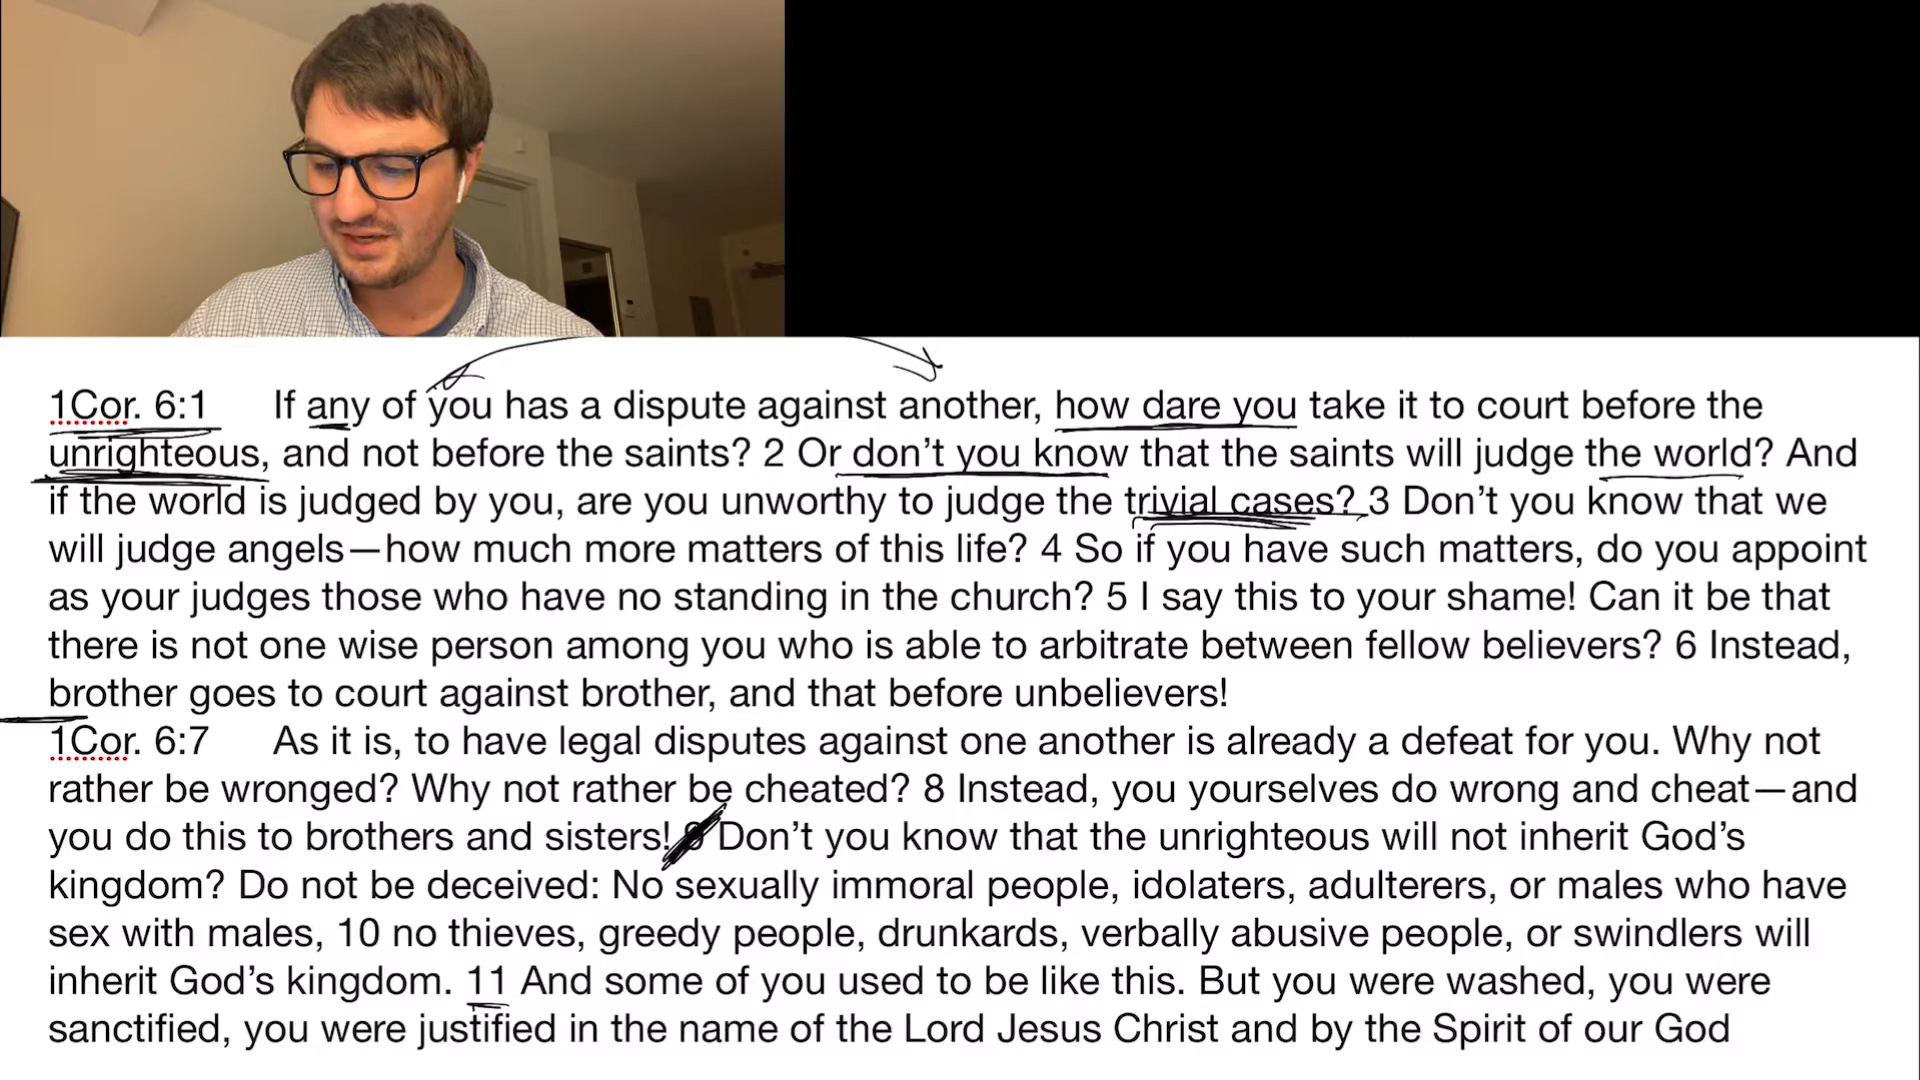 1Cor. 6:1 If any of you has a dispute against another, how dare you take it to court before the
unrighteous, and not before the saints? 2 Or don’t you know that the saints will judge the world? And
if the world is judged by you, are you unworthy to judge the trivial cases? 3 Don’t you know that we
will judge angels—how much more matters of this life? 4 So if you have such matters, do you appoint
as your judges those who have no standing in the church? 5 I say this to your shame! Can it be that
there is not one wise person among you who is able to arbitrate between fellow believers? 6 Instead,
brother goes to court against brother, and that before unbelievers!
1Cor. 6:7 As it is, to have legal disputes against one another is already a defeat for you. Why not
rather be wronged? Why not rather be cheated? 8 Instead, you yourselves do wrong and cheat—and
you do this to brothers and sisters! Don’t you know that the unrighteous will not inherit God’s
kingdom? Do not be deceived: No sexually immoral people, idolaters, adulterers, or males who have
sex with males, 10 no thieves, greedy people, drunkards, verbally abusive people, or swindlers will
inherit God’s kingdom. 11 And some of you used to be like this. But you were washed, you were
sanctified, you were justified in the name of the Lord Jesus Christ and by the Spirit of our God